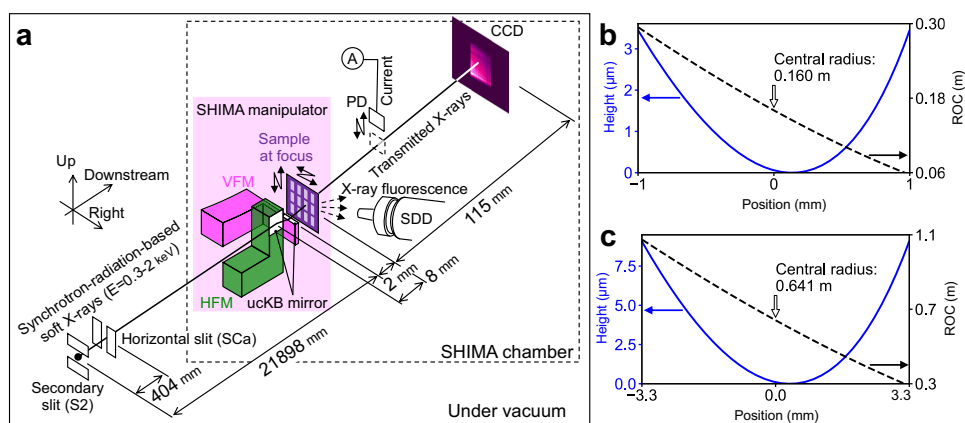 a
CCD
A
Current
PD
SHIMA manipulator
Sample
at focus
Transmitted X-rays
Up
Downstream
Right
VFM
X-ray fluorescence
SDD
115 mm
Synchrotron-radiation-based
soft X-rays (E=0.3-2 keV)
HFM
ucKB mirror
2 mm
8 mm
Horizontal slit (SCa)
21898 mm
SHIMA chamber
404 mm
Secondary
slit (S2)
Under vacuum
b
Height (µm)
3
2
1
0
Central radius:
0.160 m
0.30
0.18
0.06
ROC (m)
−1
0
1
Position (mm)
c
Height (µm)
7.5
5.0
2.5
0.0
Central radius:
0.641 m
1.1
0.7
0.3
ROC (m)
−3.3
0.0
3.3
Position (mm)